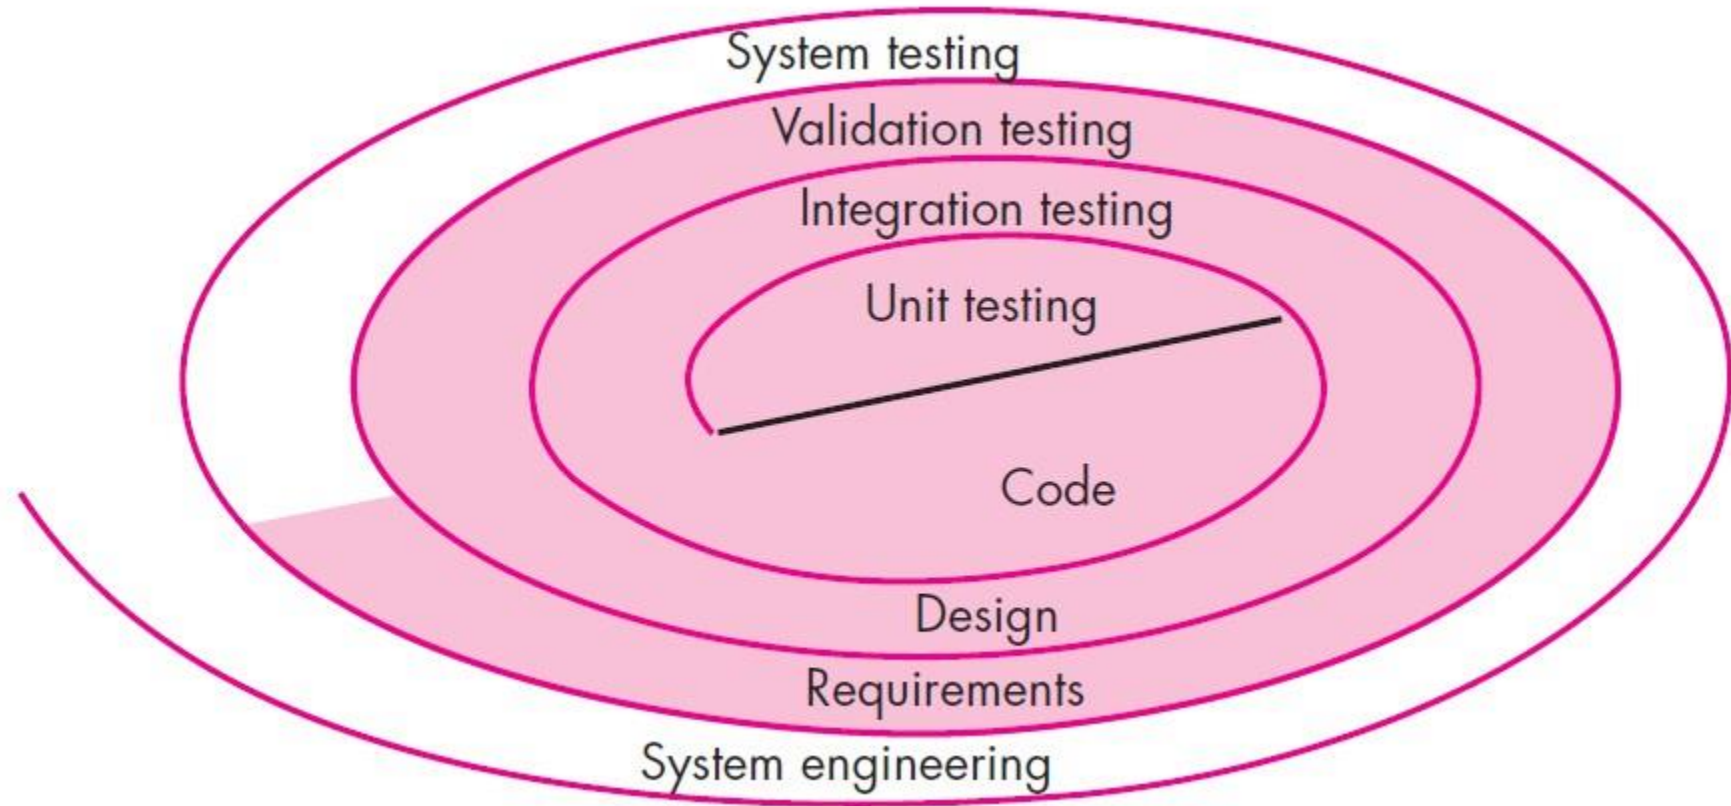 System testing
Validation testing
Integration testing
Unit testing
Code
Design
Requirements
System engineering